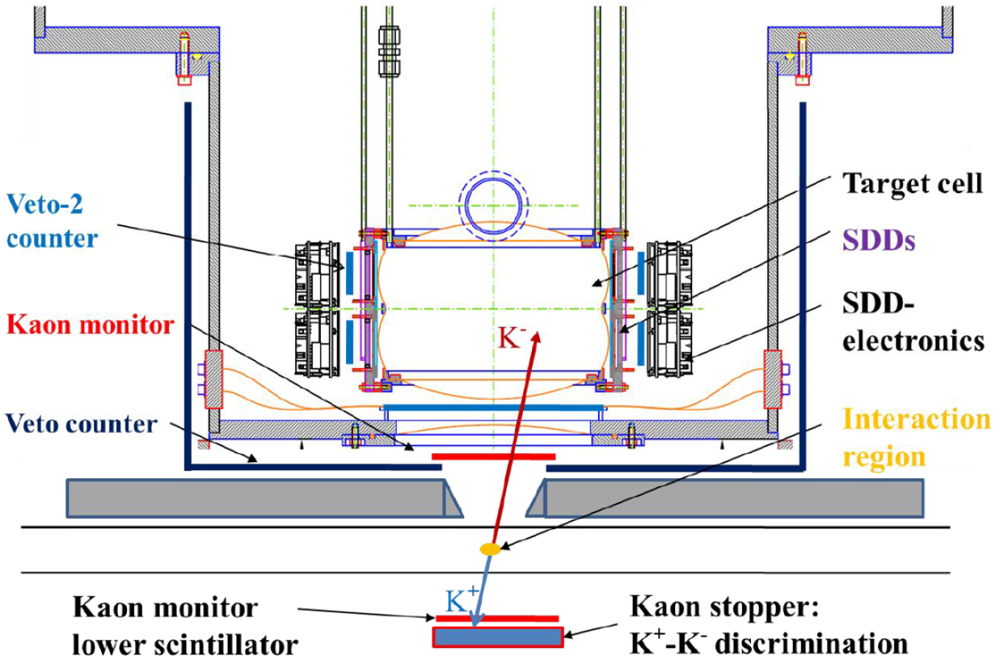 Veto-2
counter
Kaon monitor
Veto counter
Target cell
SDDs
SDD-
electronics
Interaction
region
K⁻
K⁺
Kaon monitor
lower scintillator
Kaon stopper:
K⁺-K⁻ discrimination